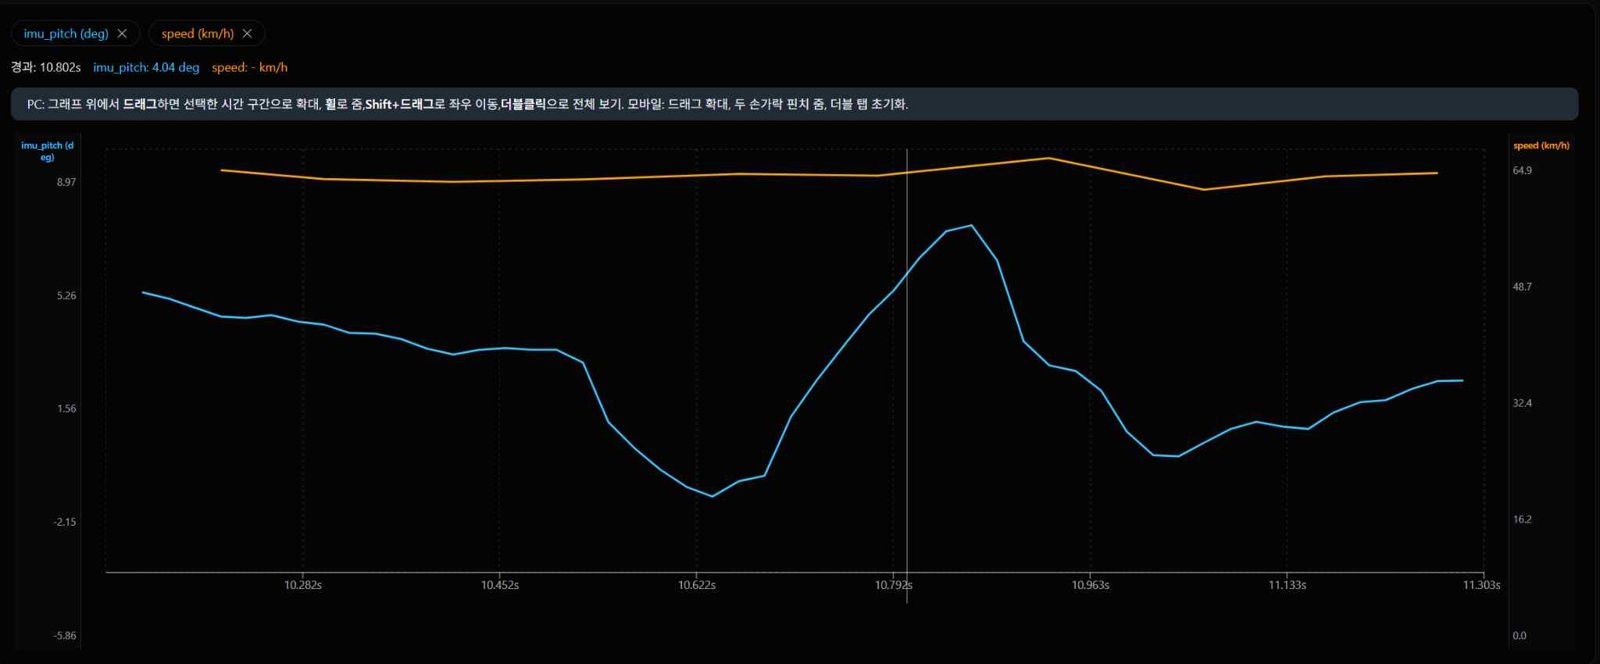 imu_pitch (deg) ×
speed (km/h) ×
경과: 10.802s imu_pitch: 4.04 deg speed: - km/h
PC: 그래프 위에서 드래그하면 선택한 시간 구간으로 확대, 휠로 줌,Shift+드래그로 좌우 이동,더블클릭으로 전체 보기. 모바일: 드래그 확대, 두 손가락 핀치 줌, 더블 탭 초기화.
imu_pitch (d
eg)
8.97
5.26
1.56
-2.15
-5.86
speed (km/h)
64.9
48.7
32.4
16.2
0.0
10.282s
10.452s
10.622s
10.792s
10.963s
11.133s
11.303s